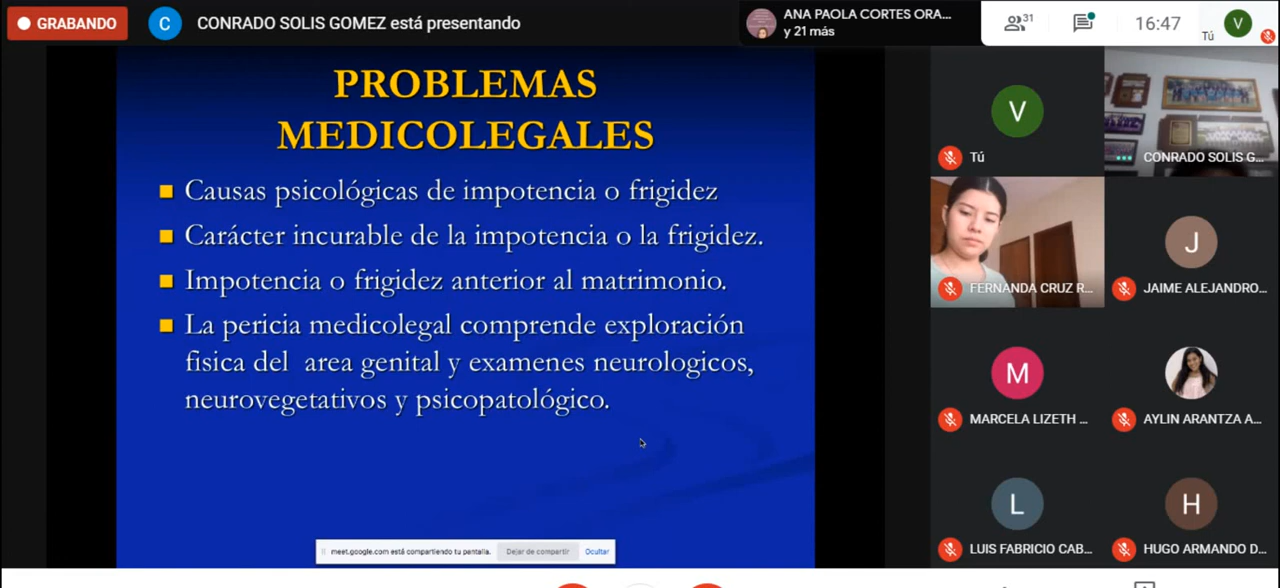 GRABANDO
C
CONRADO SOLIS GOMEZ está presentando
ANA PAOLA CORTES ORA...
y 21 más
31
16:47
Tú
V
PROBLEMAS
MEDICOLEGALES
Causas psicológicas de impotencia o frigidez
Carácter incurable de la impotencia o la frigidez.
Impotencia o frigidez anterior al matrimonio.
La pericia medicolegal comprende exploración
fisica del area genital y examenes neurologicos,
neurovegetativos y psicopatológico.
meet.google.com está compartiendo tu pantalla.
Dejar de compartir
Ocultar
V
Tú
CONRADO SOLIS G...
FERNANDA CRUZ R...
J
JAIME ALEJANDRO...
M
MARCELA LIZETH ...
AYLIN ARANTZA A...
L
LUIS FABRICIO CAB...
H
HUGO ARMANDO D...